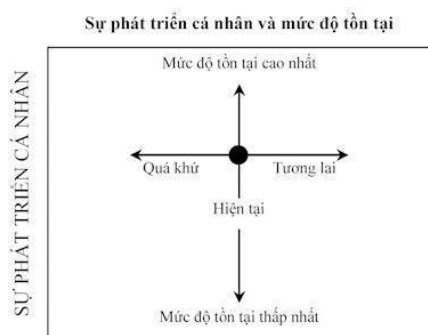 Sự phát triển cá nhân và mức độ tồn tại
SỰ PHÁT TRIỂN CÁ NHÂN
Mức độ tồn tại cao nhất
Quá khứ
Tương lai
Hiện tại
Mức độ tồn tại thấp nhất